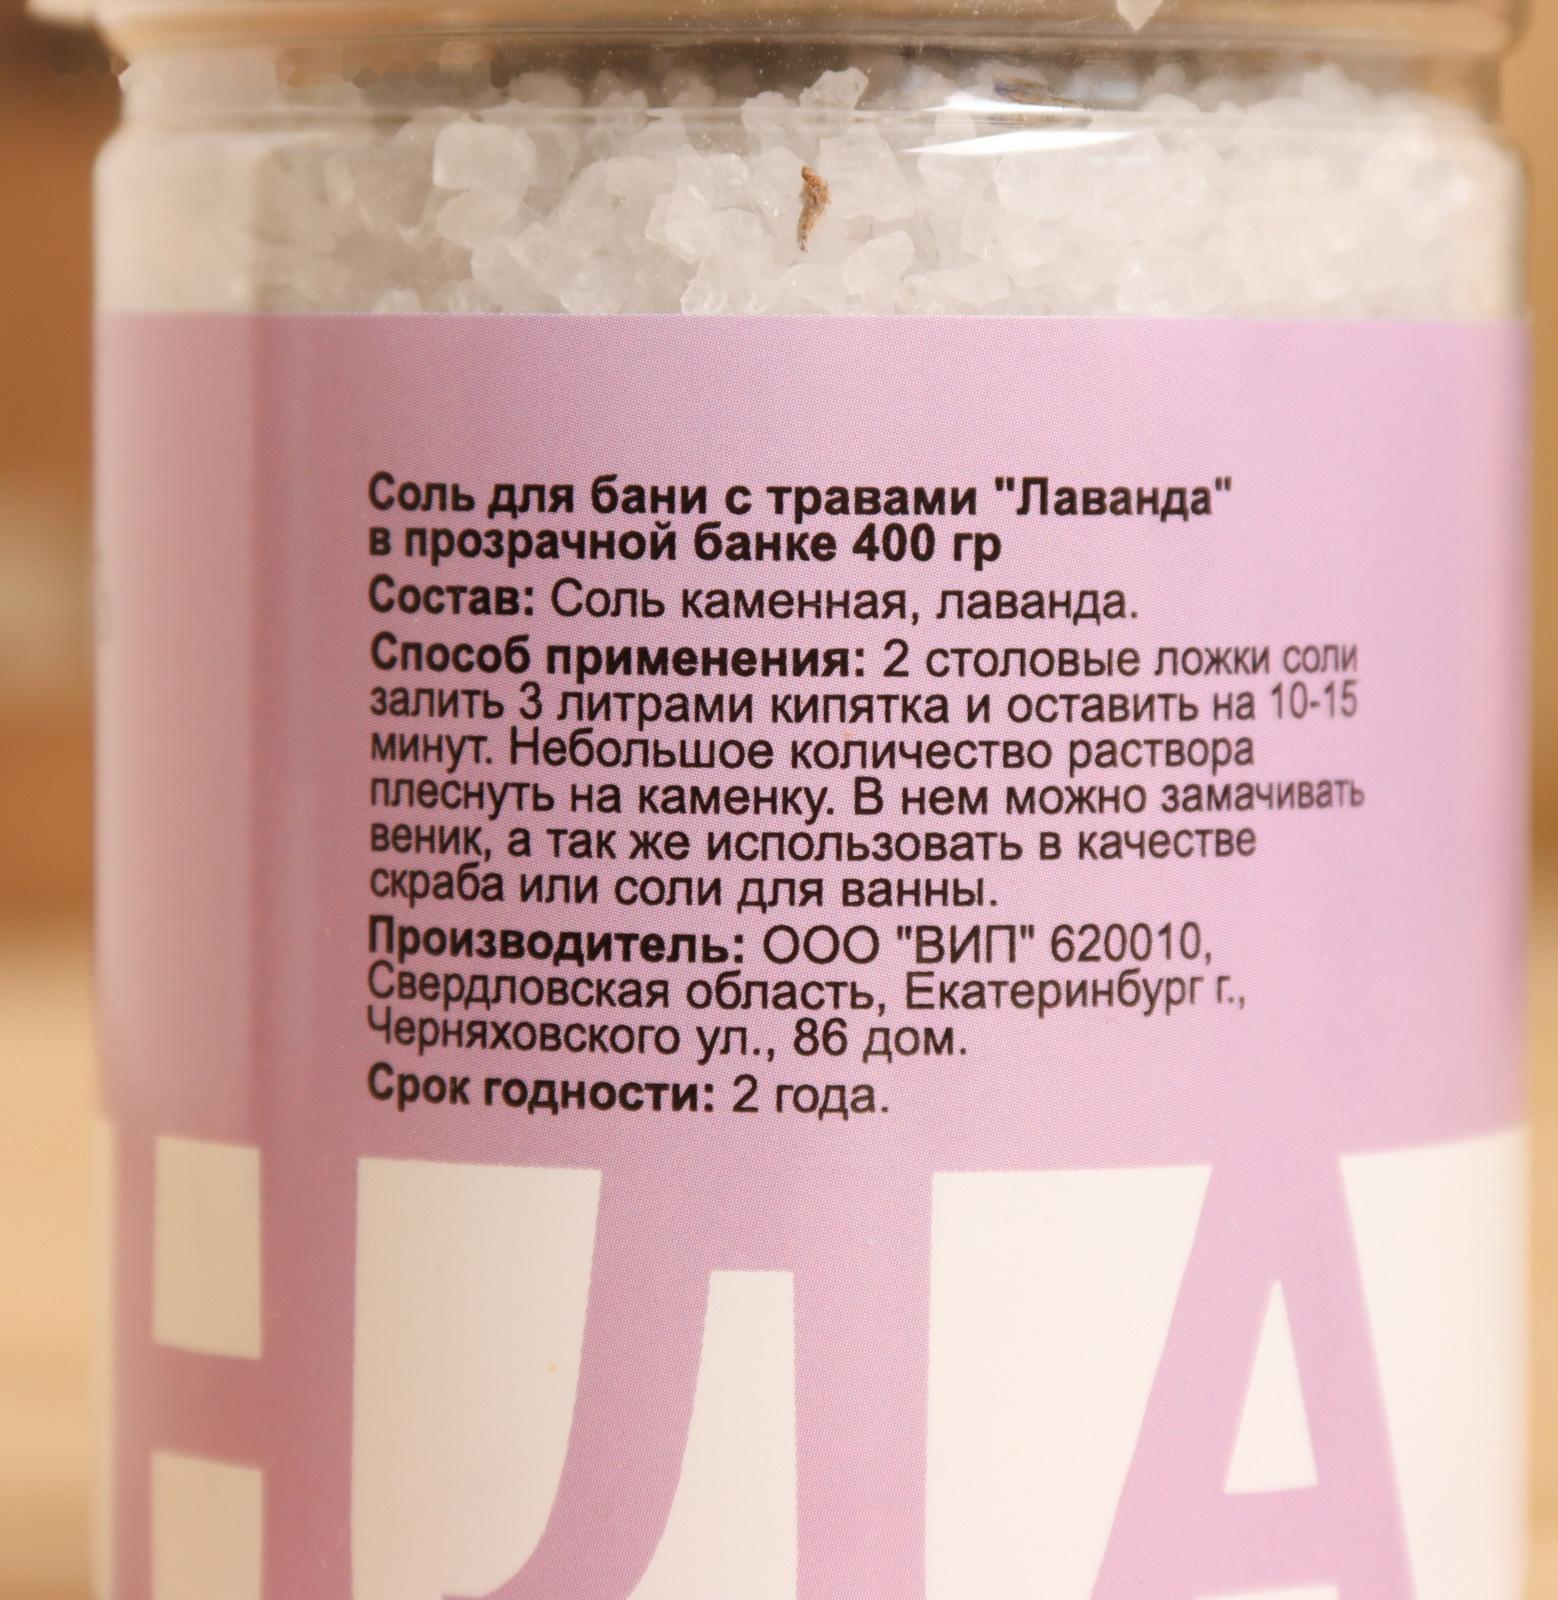 Соль для бани с травами "Лаванда"
в прозрачной банке 400 гр
Состав: Соль каменная, лаванда.
Способ применения: 2 столовые ложки соли
залить 3 литрами кипятка и оставить на 10-15
минут. Небольшое количество раствора
плеснуть на каменку. В нем можно замачивать
веник, а так же использовать в качестве
скраба или соли для ванны.
Производитель: ООО "ВИП" 620010,
Свердловская область, Екатеринбург г.,
Черняховского ул., 86 дом.
Срок годности: 2 года.